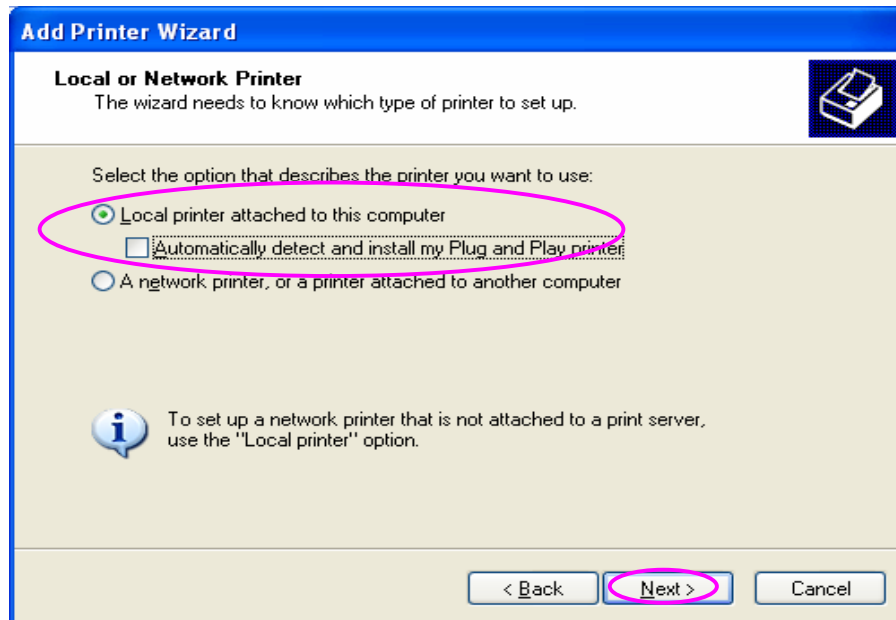 Add Printer Wizard
Local or Network Printer
The wizard needs to know which type of printer to set up.
Select the option that describes the printer you want to use:
Local printer attached to this computer
Automatically detect and install my Plug and Play printer
A network printer, or a printer attached to another computer
To set up a network printer that is not attached to a print server,
use the "Local printer" option.
< Back Next > Cancel